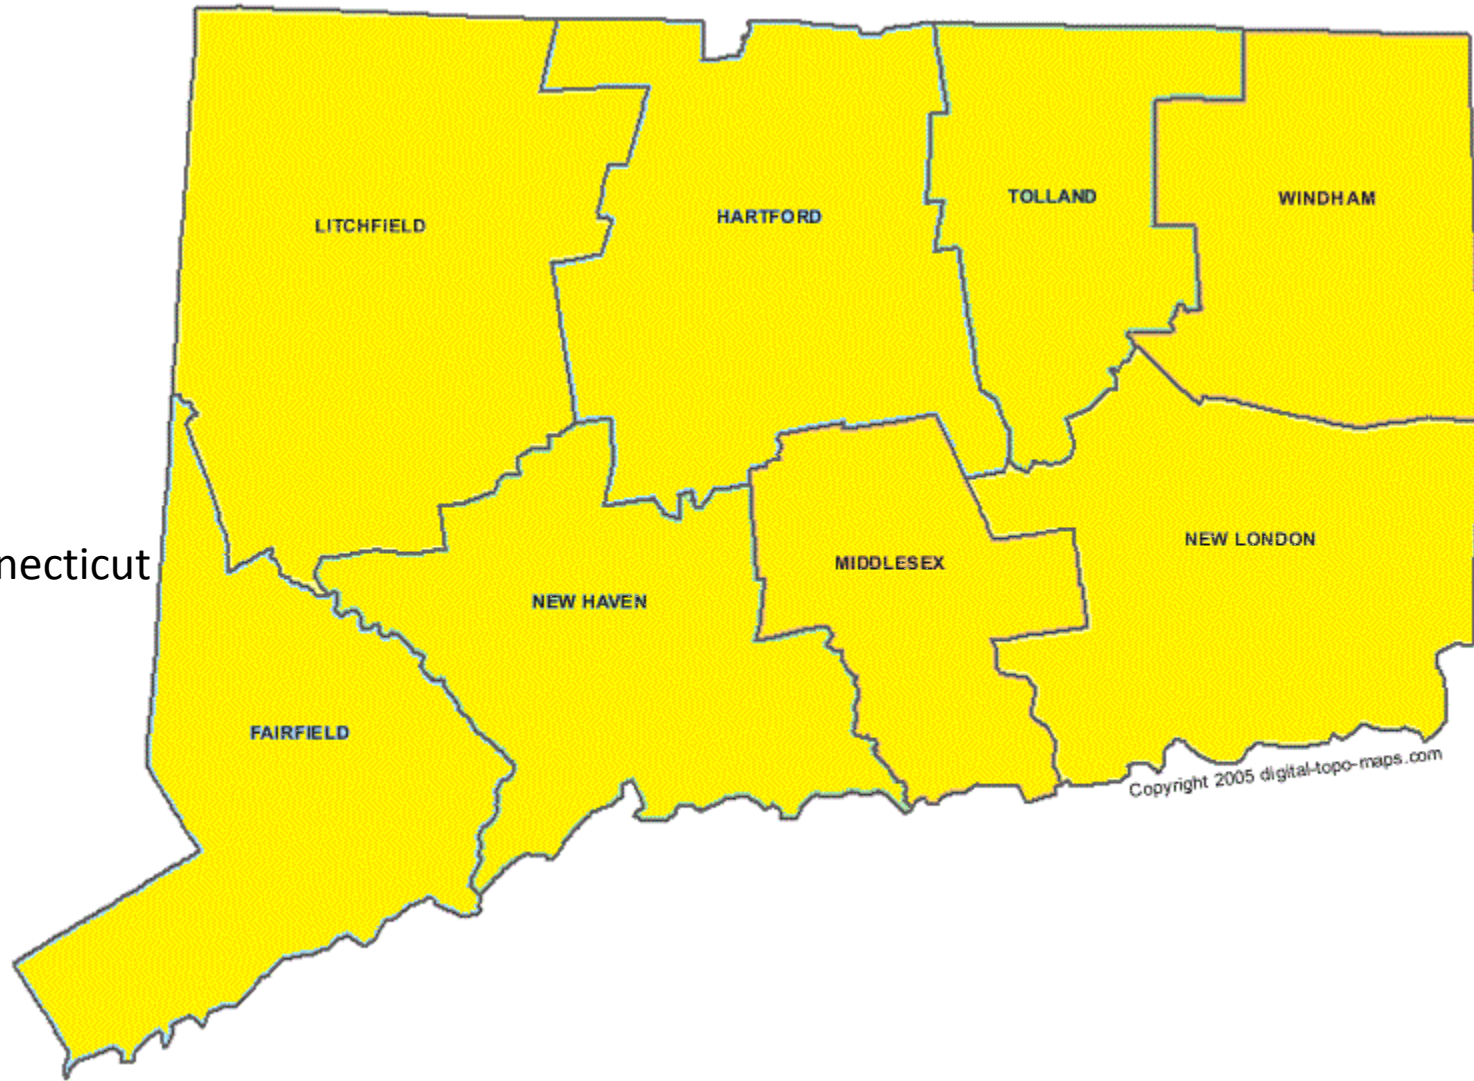 LITCHFIELD
HARTFORD
TOLLAND
WINDHAM
necticut
NEW HAVEN
MIDDLESEX
NEW LONDON
FAIRFIELD
Copyright 2005 digital-topo-maps.com